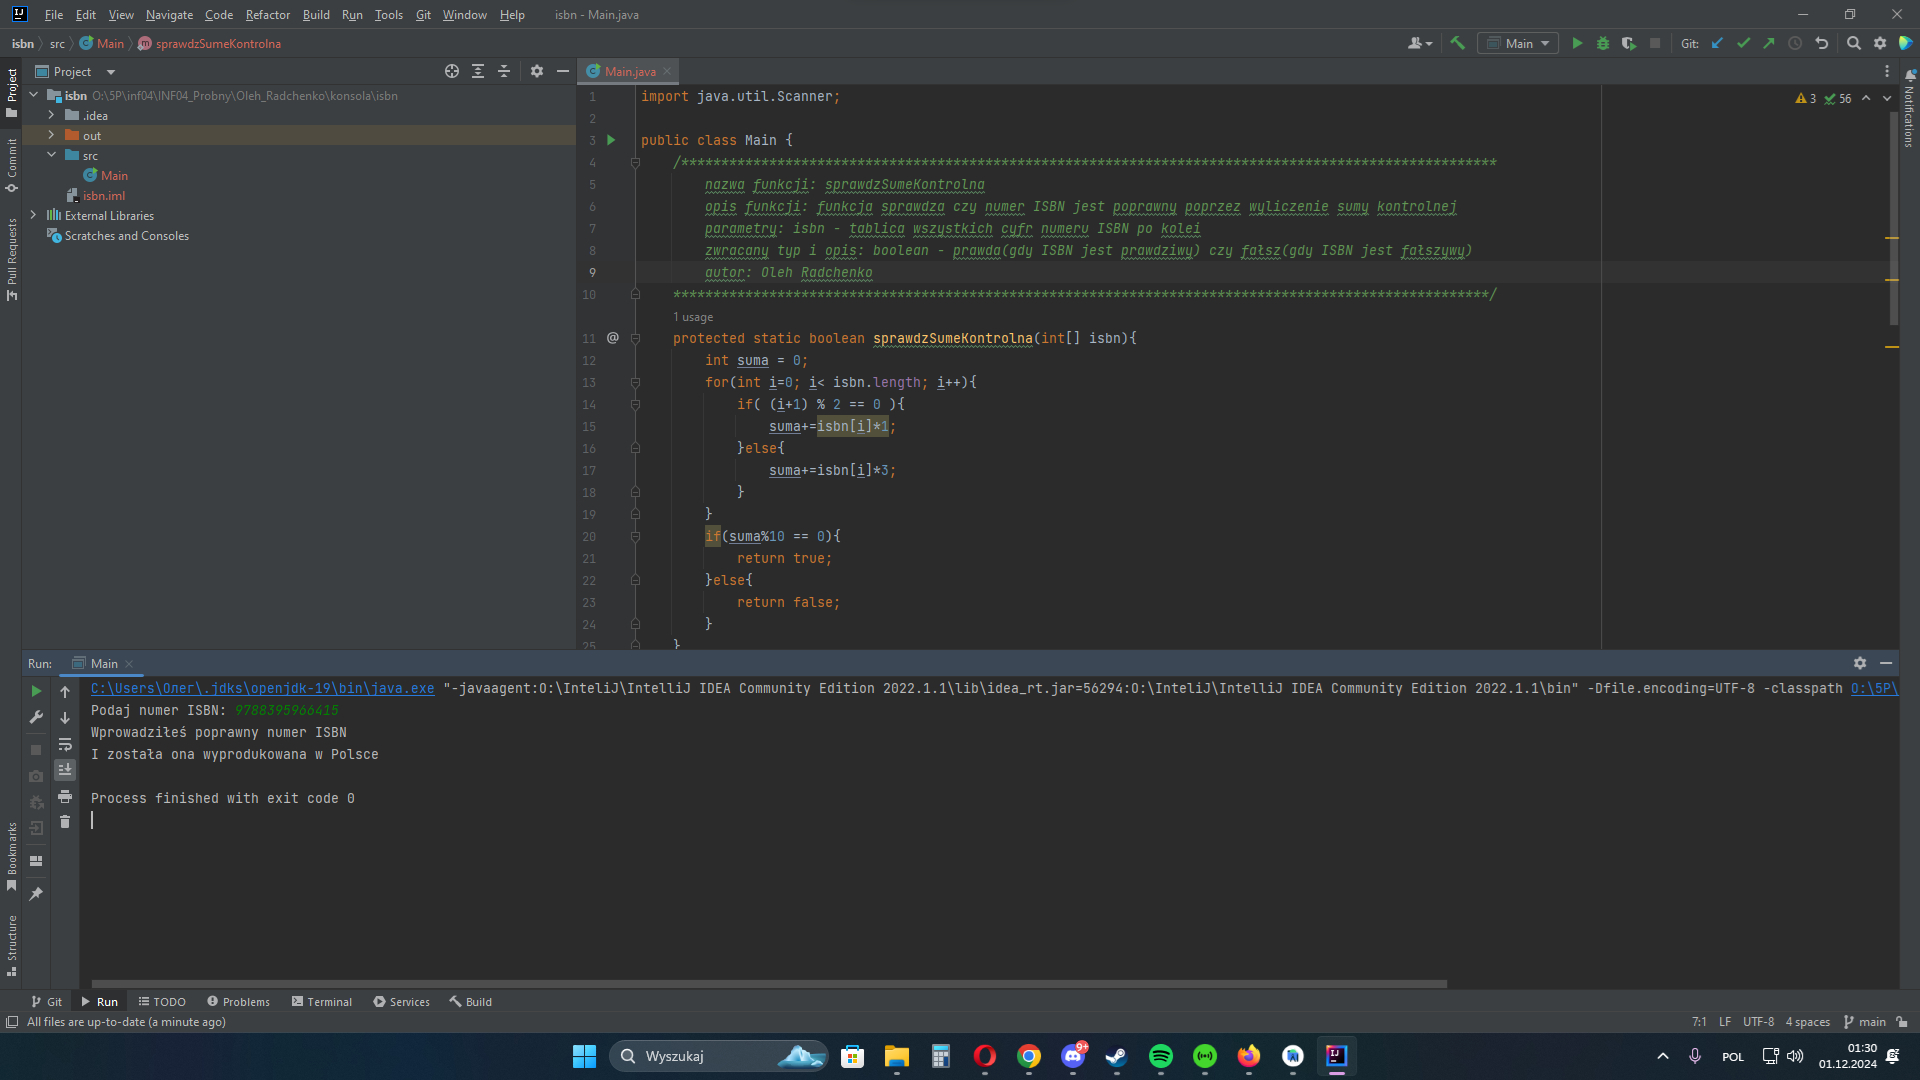 File Edit View Navigate Code Refactor Build Run Tools Git Window Help isbn - Main.java
isbn src Main sprawdzSumeKontrolna Main Git:
Project
Main.java
isbn O:\5P\inf04\INF04_Probny\Oleh_Radchenko\konsola\isbn
.idea
out
src
Main
isbn.iml
External Libraries
Scratches and Consoles
Project
Commit
Pull Requests
Bookmarks
Structure
Notifications
3 56
1 import java.util.Scanner;
2
3 public class Main {
4 /******************************************************************************************************
5 nazwa funkcji: sprawdzSumeKontrolna
6 opis funkcji: funkcja sprawdza czy numer ISBN jest poprawny poprzez wyliczenie sumy kontrolnej
7 parametry: isbn - tablica wszystkich cyfr numeru ISBN po kolei
8 zwracany typ i opis: boolean - prawda(gdy ISBN jest prawdziwy) czy fałsz(gdy ISBN jest fałszywy)
9 autor: Oleh Radchenko
10 ******************************************************************************************************/
1 usage
11 @ protected static boolean sprawdzSumeKontrolna(int[] isbn){
12 int suma = 0;
13 for(int i=0; i< isbn.length; i++){
14 if( (i+1) % 2 == 0 ){
15 suma+=isbn[i]*1;
16 }else{
17 suma+=isbn[i]*3;
18 }
19 }
20 if(suma%10 == 0){
21 return true;
22 }else{
23 return false;
24 }
25 }
Run: Main
C:\Users\Олег\.jdks\openjdk-19\bin\java.exe "-javaagent:O:\InteliJ\IntelliJ IDEA Community Edition 2022.1.1\lib\idea_rt.jar=56294:O:\InteliJ\IntelliJ IDEA Community Edition 2022.1.1\bin" -Dfile.encoding=UTF-8 -classpath O:\5P\
Podaj numer ISBN: 9788395966415
Wprowadziłeś poprawny numer ISBN
I została ona wyprodukowana w Polsce
Process finished with exit code 0
Git Run TODO Problems Terminal Services Build
All files are up-to-date (a minute ago) 7:1 LF UTF-8 4 spaces main
Wyszukaj 9+ POL 01:30
01.12.2024